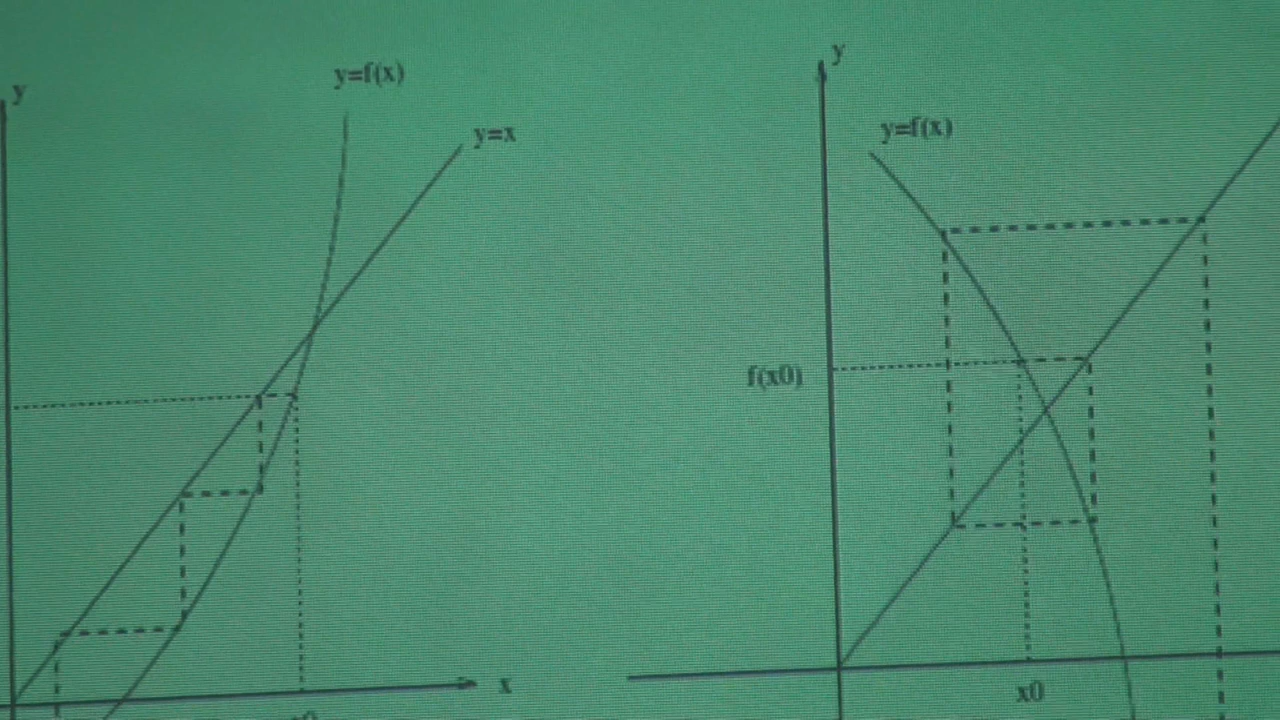 y
y=f(x)
y=x
x
y
y=f(x)
f(x0)
x0